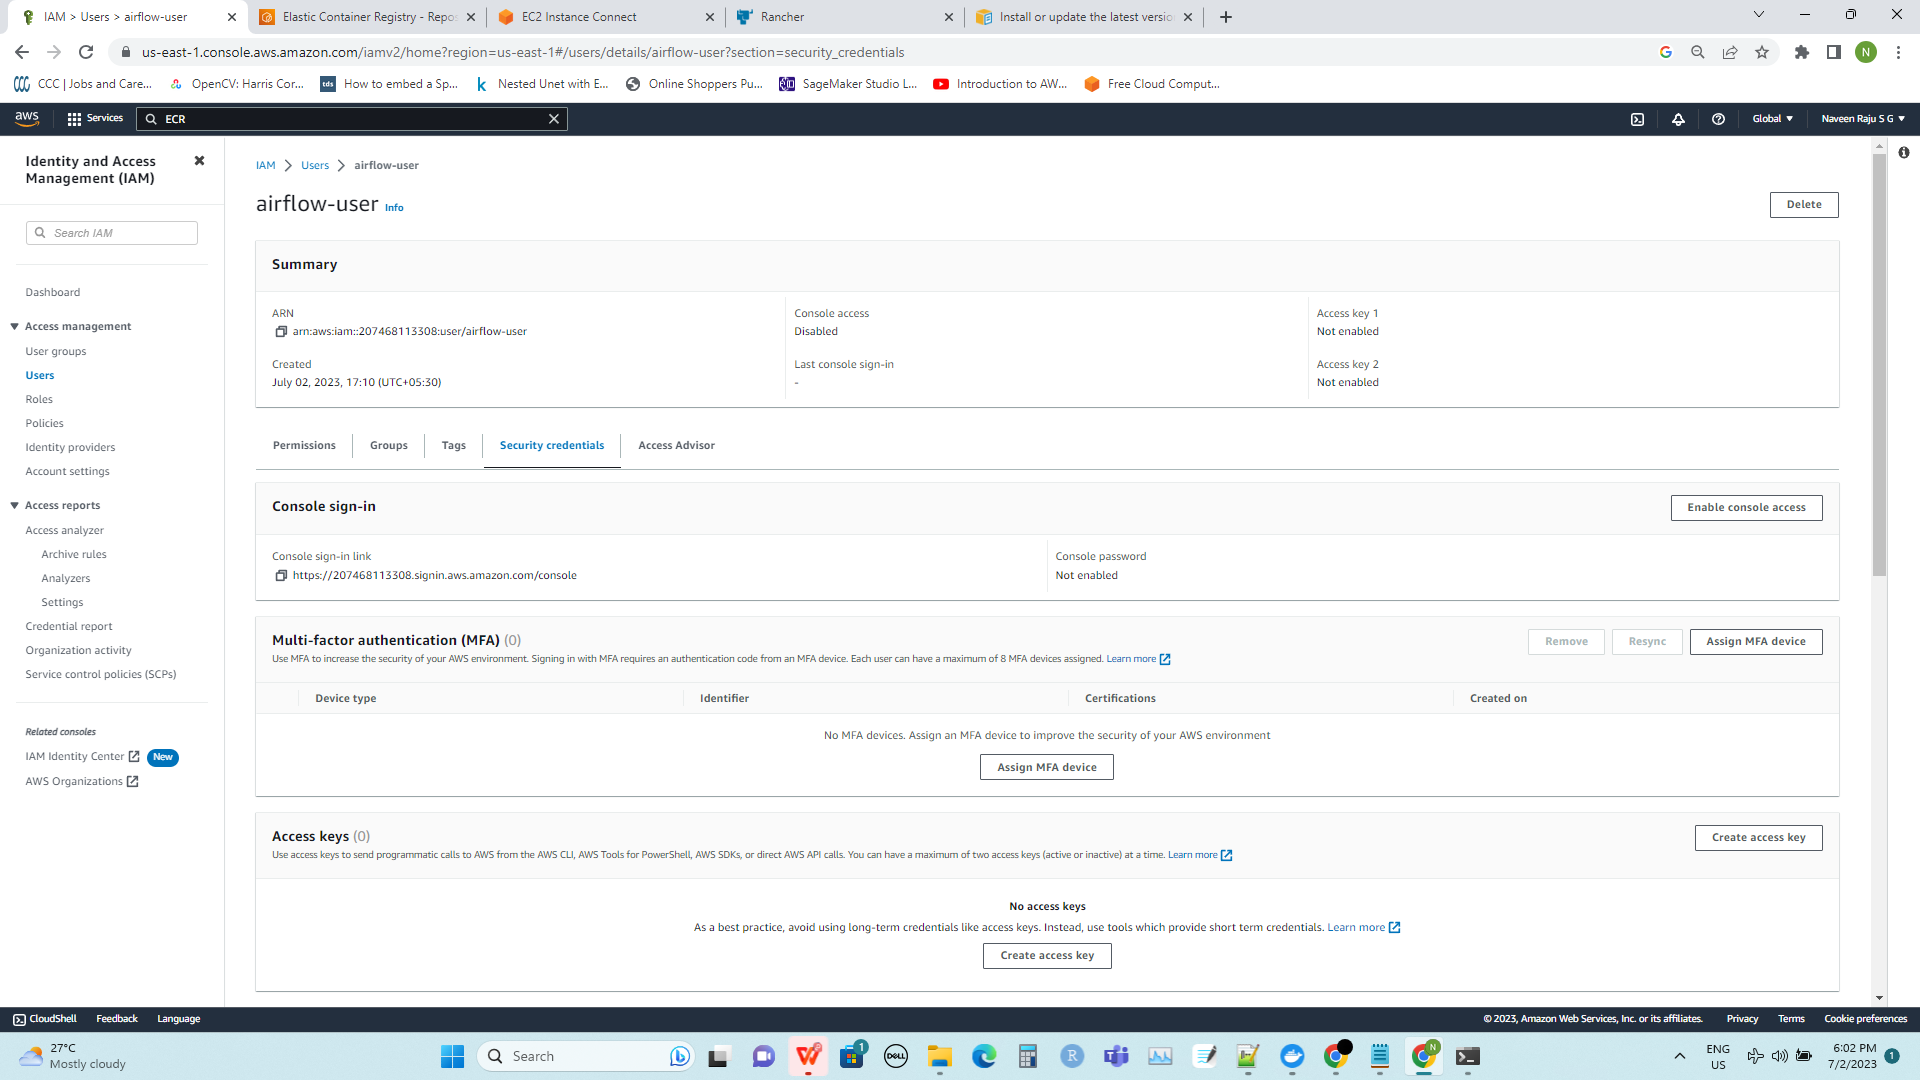 IAM > Users > airflow-user
Elastic Container Registry - Repos
EC2 Instance Connect
Rancher
Install or update the latest versio
us-east-1.console.aws.amazon.com/iamv2/home?region=us-east-1#/users/details/airflow-user?section=security_credentials
N
CCC | Jobs and Care...
OpenCV: Harris Cor...
tds
How to embed a Sp...
k
Nested Unet with E...
Online Shoppers Pu...
SageMaker Studio L...
Introduction to AW...
Free Cloud Comput...
aws
Services
ECR
Global
Naveen Raju S G
Identity and Access
Management (IAM)
Search IAM
Dashboard
Access management
User groups
Users
Roles
Policies
Identity providers
Account settings
Access reports
Access analyzer
Archive rules
Analyzers
Settings
Credential report
Organization activity
Service control policies (SCPs)
Related consoles
IAM Identity Center
New
AWS Organizations
IAM > Users > airflow-user
airflow-user Info
Delete
Summary
ARN
arn:aws:iam::207468113308:user/airflow-user
Created
July 02, 2023, 17:10 (UTC+05:30)
Console access
Disabled
Last console sign-in
-
Access key 1
Not enabled
Access key 2
Not enabled
Permissions
Groups
Tags
Security credentials
Access Advisor
Console sign-in
Enable console access
Console sign-in link
https://207468113308.signin.aws.amazon.com/console
Console password
Not enabled
Multi-factor authentication (MFA) (0)
Use MFA to increase the security of your AWS environment. Signing in with MFA requires an authentication code from an MFA device. Each user can have a maximum of 8 MFA devices assigned. Learn more
Remove
Resync
Assign MFA device
Device type
Identifier
Certifications
Created on
No MFA devices. Assign an MFA device to improve the security of your AWS environment
Assign MFA device
Access keys (0)
Use access keys to send programmatic calls to AWS from the AWS CLI, AWS Tools for PowerShell, AWS SDKs, or direct AWS API calls. You can have a maximum of two access keys (active or inactive) at a time. Learn more
Create access key
No access keys
As a best practice, avoid using long-term credentials like access keys. Instead, use tools which provide short term credentials. Learn more
Create access key
CloudShell
Feedback
Language
© 2023, Amazon Web Services, Inc. or its affiliates.
Privacy
Terms
Cookie preferences
27°C
Mostly cloudy
Search
1
DELL
R
N
ENG
US
6:02 PM
7/2/2023
1